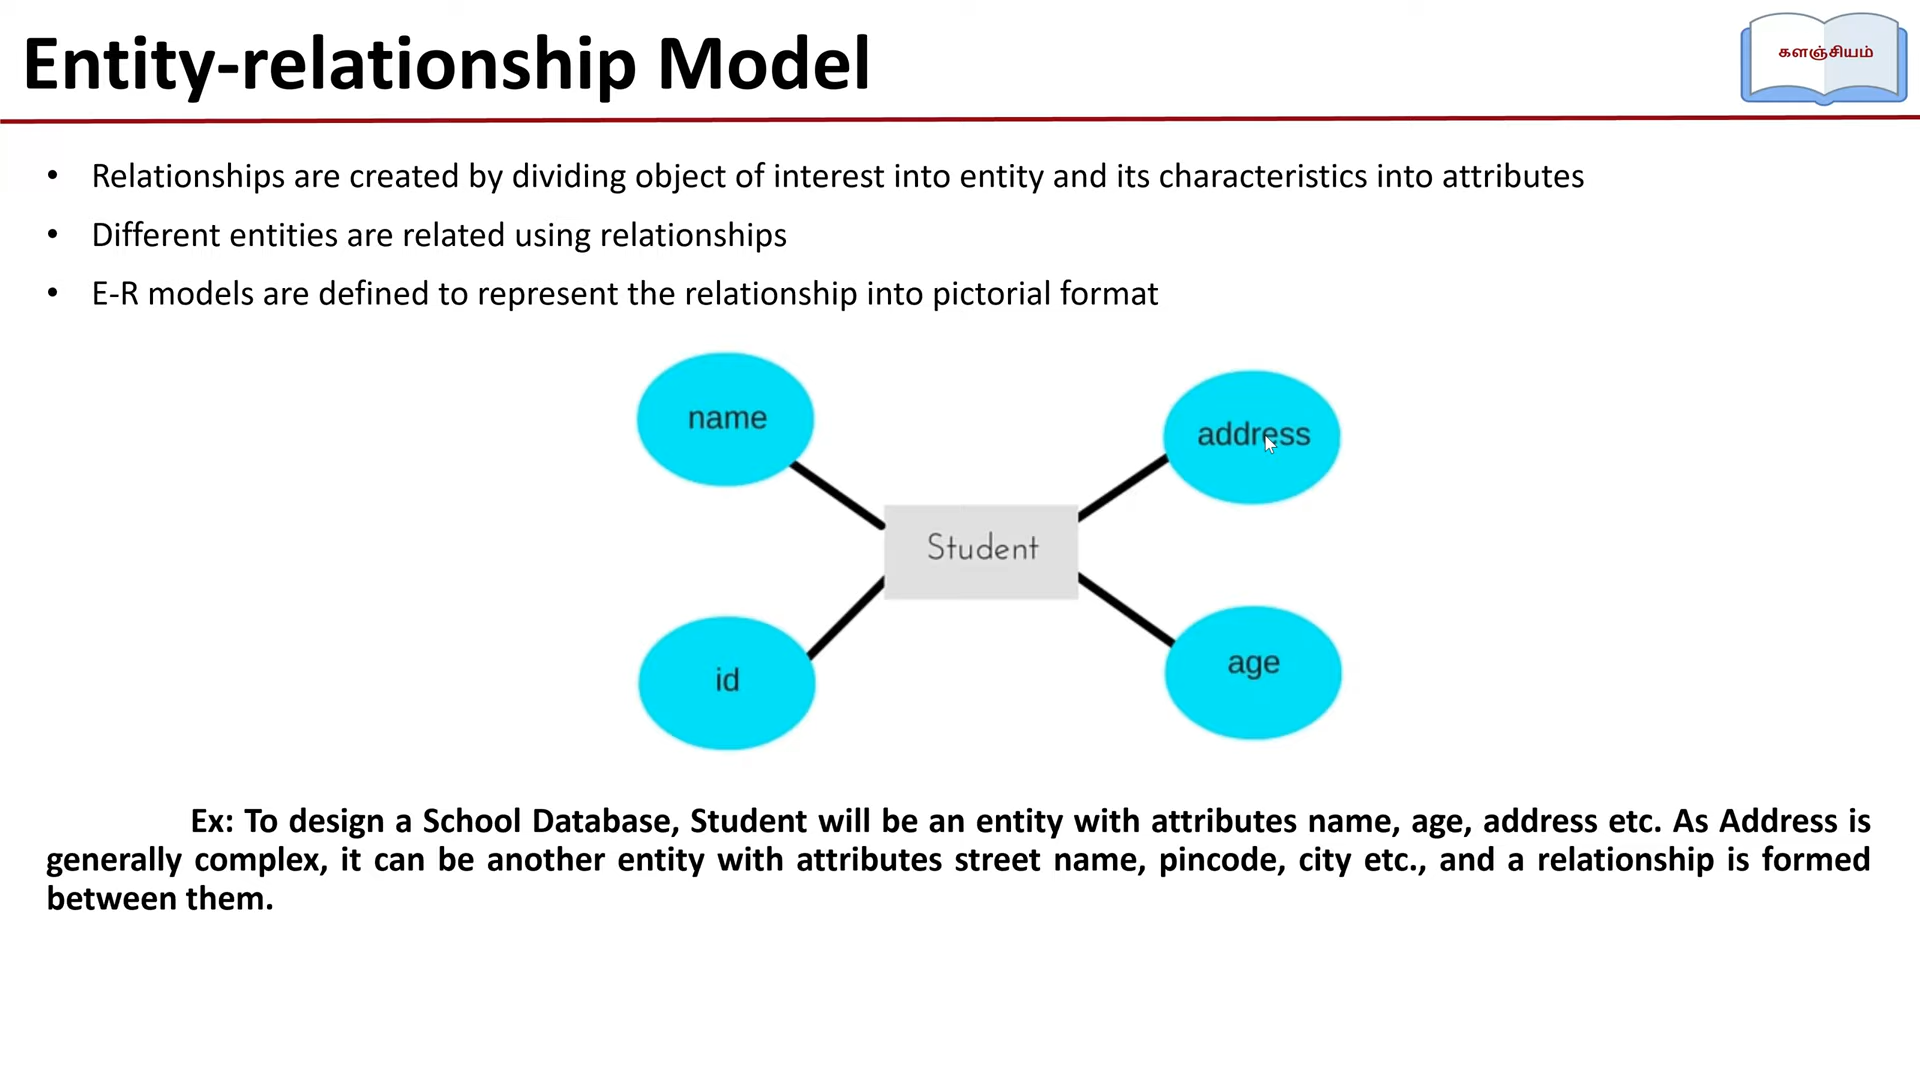 Entity-relationship Model
களஞ்சியம்
• Relationships are created by dividing object of interest into entity and its characteristics into attributes
• Different entities are related using relationships
• E-R models are defined to represent the relationship into pictorial format
name
address
Student
id
age
Ex: To design a School Database, Student will be an entity with attributes name, age, address etc. As Address is
generally complex, it can be another entity with attributes street name, pincode, city etc., and a relationship is formed
between them.